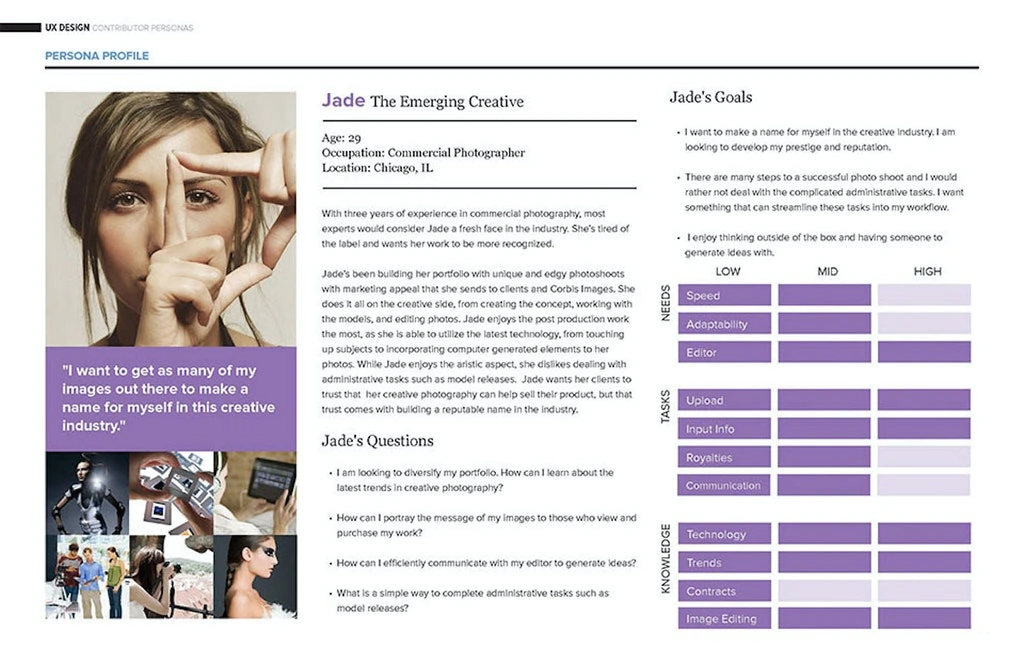 UX DESIGN CONTRIBUTOR PERSONAS
PERSONA PROFILE
"I want to get as many of my
images out there to make a
name for myself in this creative
industry."
Jade The Emerging Creative
Age: 29
Occupation: Commercial Photographer
Location: Chicago, IL
With three years of experience in commercial photography, most
experts would consider Jade a fresh face in the industry. She's tired of
the label and wants her work to be more recognized.
Jade's been building her portfolio with unique and edgy photoshoots
with marketing appeal that she sends to clients and Corbis Images. She
does it all on the creative side, from creating the concept, working with
the models, and editing photos. Jade enjoys the post production work
the most, as she is able to utilize the latest technology, from touching
up subjects to incorporating computer generated elements to her
photos. While Jade enjoys the aristic aspect, she dislikes dealing with
administrative tasks such as model releases. Jade wants her clients to
trust that her creative photography can help sell their product, but that
trust comes with building a reputable name in the industry.
Jade's Questions
• I am looking to diversify my portfolio. How can I learn about the
latest trends in creative photography?
• How can I portray the message of my images to those who view and
purchase my work?
• How can I efficiently communicate with my editor to generate ideas?
• What is a simple way to complete administrative tasks such as
model releases?
Jade's Goals
• I want to make a name for myself in the creative industry. I am
looking to develop my prestige and reputation.
• There are many steps to a successful photo shoot and I would
rather not deal with the complicated administrative tasks. I want
something that can streamline these tasks into my workflow.
• I enjoy thinking outside of the box and having someone to
generate ideas with.
LOW MID HIGH
NEEDS
Speed
Adaptability
Editor
TASKS
Upload
Input Info
Royalties
Communication
KNOWLEDGE
Technology
Trends
Contracts
Image Editing